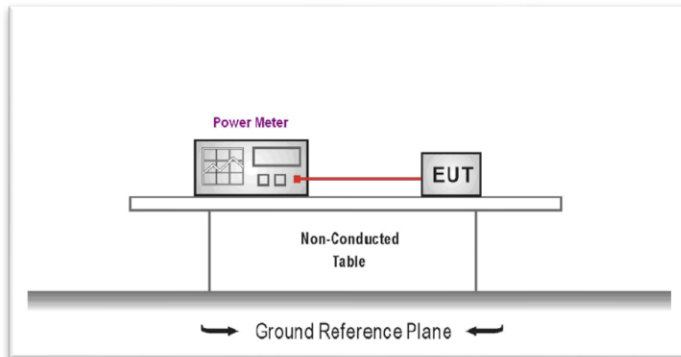 Power Meter
EUT
Non-Conducted
Table
Ground Reference Plane